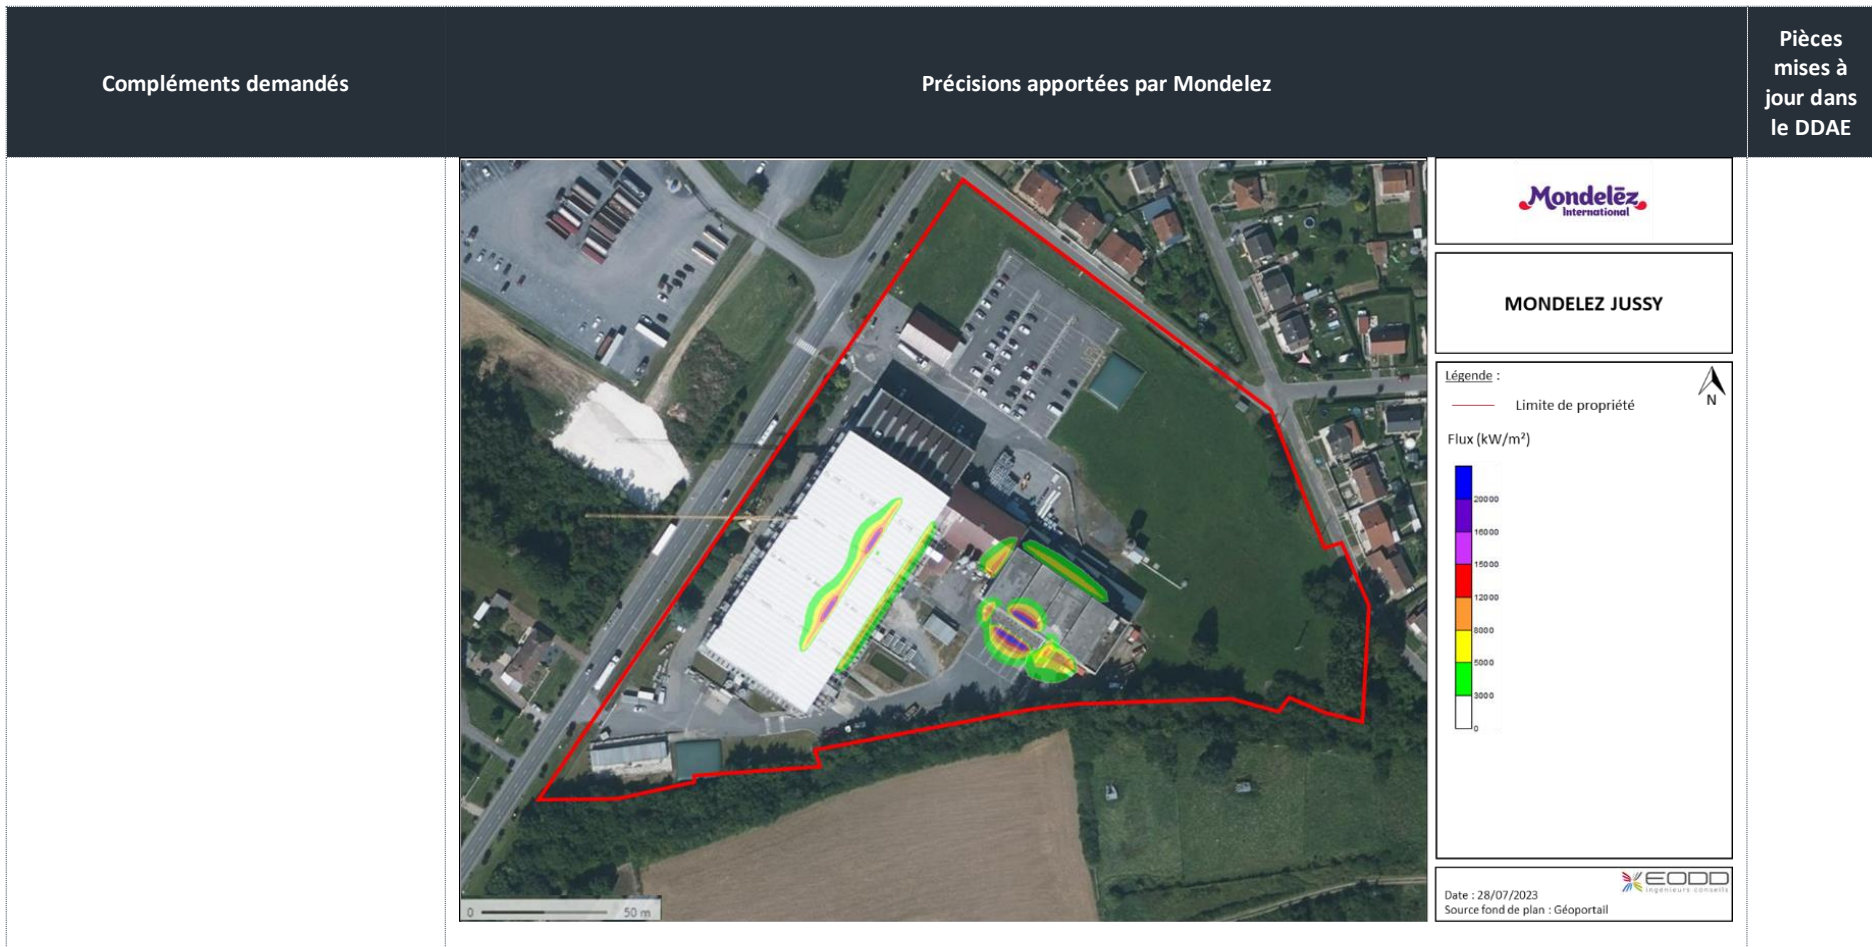 Compléments demandés
Précisions apportées par Mondelez
Pièces
mises à
jour dans
le DDAE
Mondelēz
International
MONDELEZ JUSSY
Légende :
N
Limite de propriété
Flux (kW/m²)
20000
16000
15000
12000
8000
5000
3000
0
EODD
ingénieurs conseils
Date : 28/07/2023
Source fond de plan : Géoportail
0 50 m